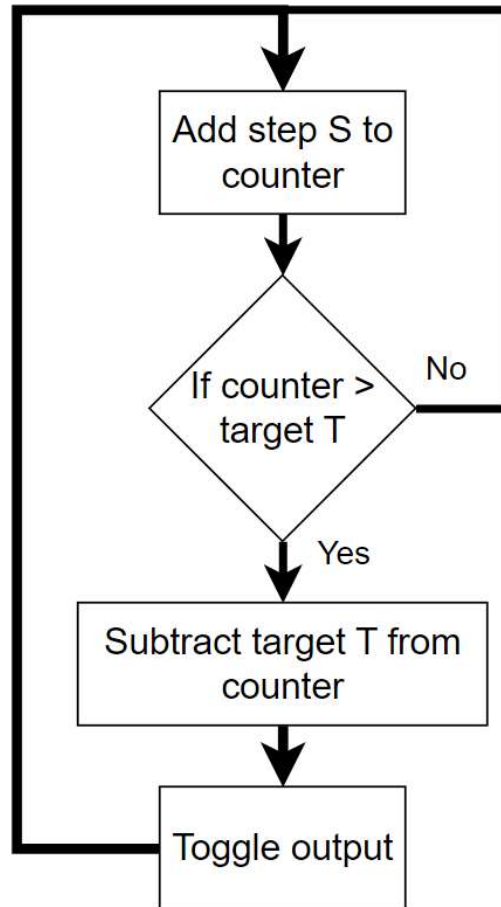 Add step S to
counter
If counter >
target T
No
Yes
Subtract target T from
counter
Toggle output